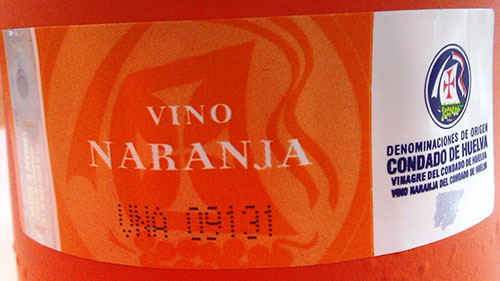 VINO
NARANJA
VNA 09131
DENOMINACIONES DE ORIGEN
CONDADO DE HUELVA
VINAGRE DEL CONDADO DE HUELVA
VINO NARANJA DEL CONDADO DE HUELVA